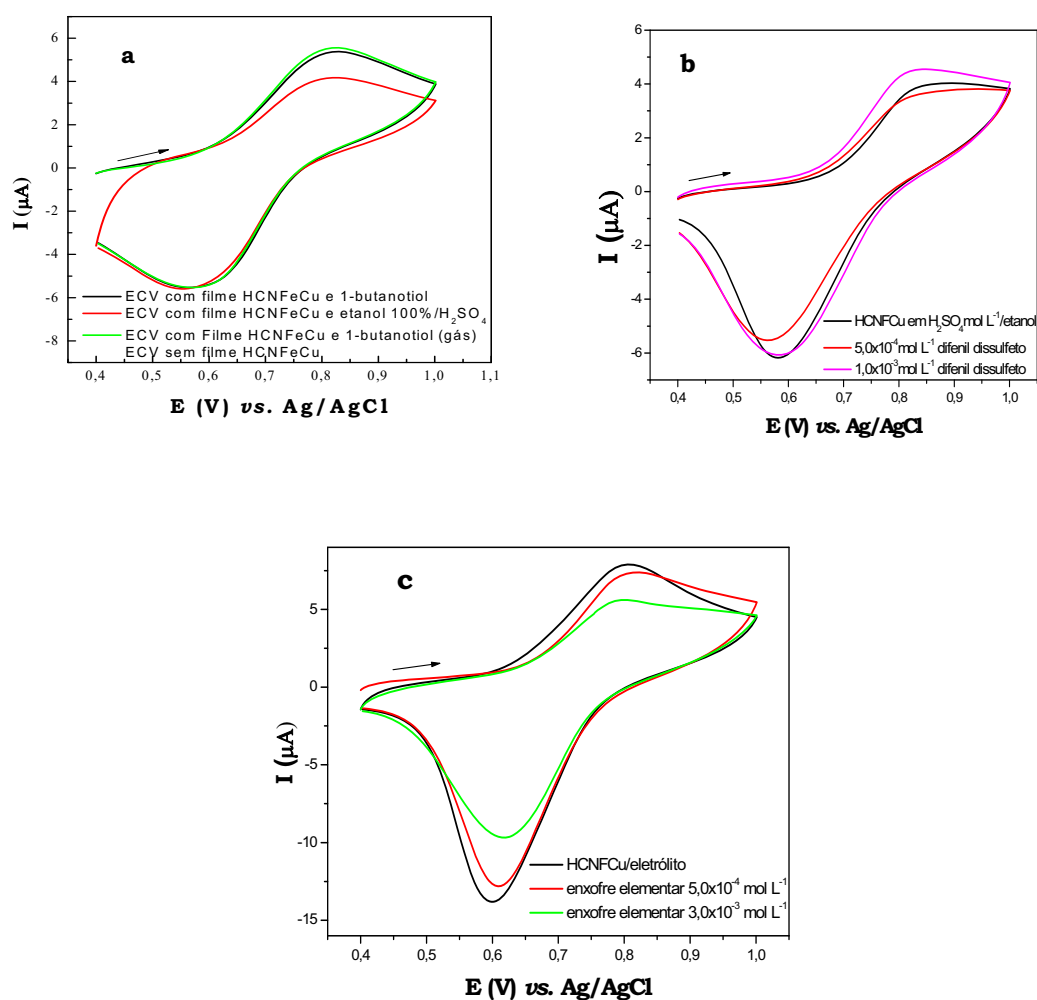 a
6
4
2
0
-2
-4
-6
-8
I (µA)
ECV com filme HCNFeCu e 1-butanotiol
ECV com filme HCNFeCu e etanol 100%/H₂SO₄
ECV com Filme HCNFeCu e 1-butanotiol (gás)
ECV sem filme HCNFeCu
0,4 0,5 0,6 0,7 0,8 0,9 1,0 1,1
E (V) vs. Ag/AgCl
b
6
4
2
0
-2
-4
-6
I (µA)
HCNFCu em H₂SO₄mol L⁻¹/etanol
5,0x10⁻⁴mol L⁻¹ difenil dissulfeto
1,0x10⁻³mol L⁻¹ difenil dissulfeto
0,4 0,5 0,6 0,7 0,8 0,9 1,0
E (V) vs. Ag/AgCl
c
5
0
-5
-10
-15
I (µA)
HCNFCu/eletrólito
enxofre elementar 5,0x10⁻⁴ mol L⁻¹
enxofre elementar 3,0x10⁻³ mol L⁻¹
0,4 0,5 0,6 0,7 0,8 0,9 1,0
E (V) vs. Ag/AgCl